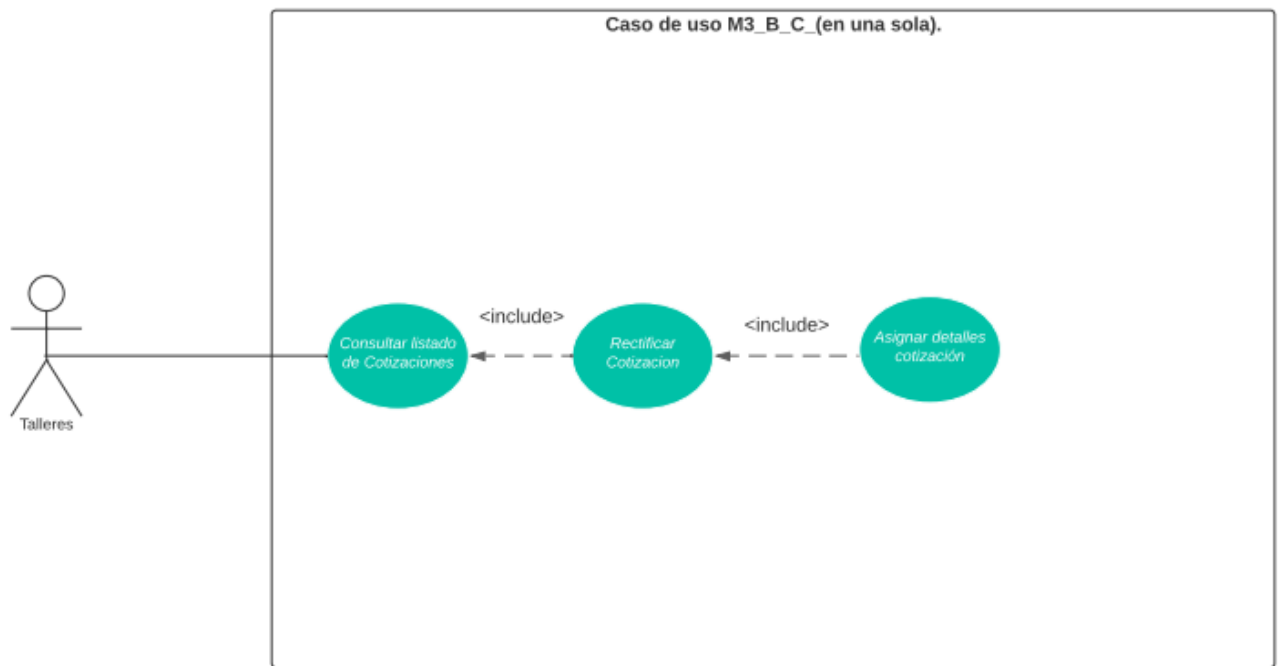 Caso de uso M3_B_C_(en una sola).
<include>
<include>
Consultar listado
de Cotizaciones
Rectificar
Cotizacion
Asignar detalles
cotización
Talleres